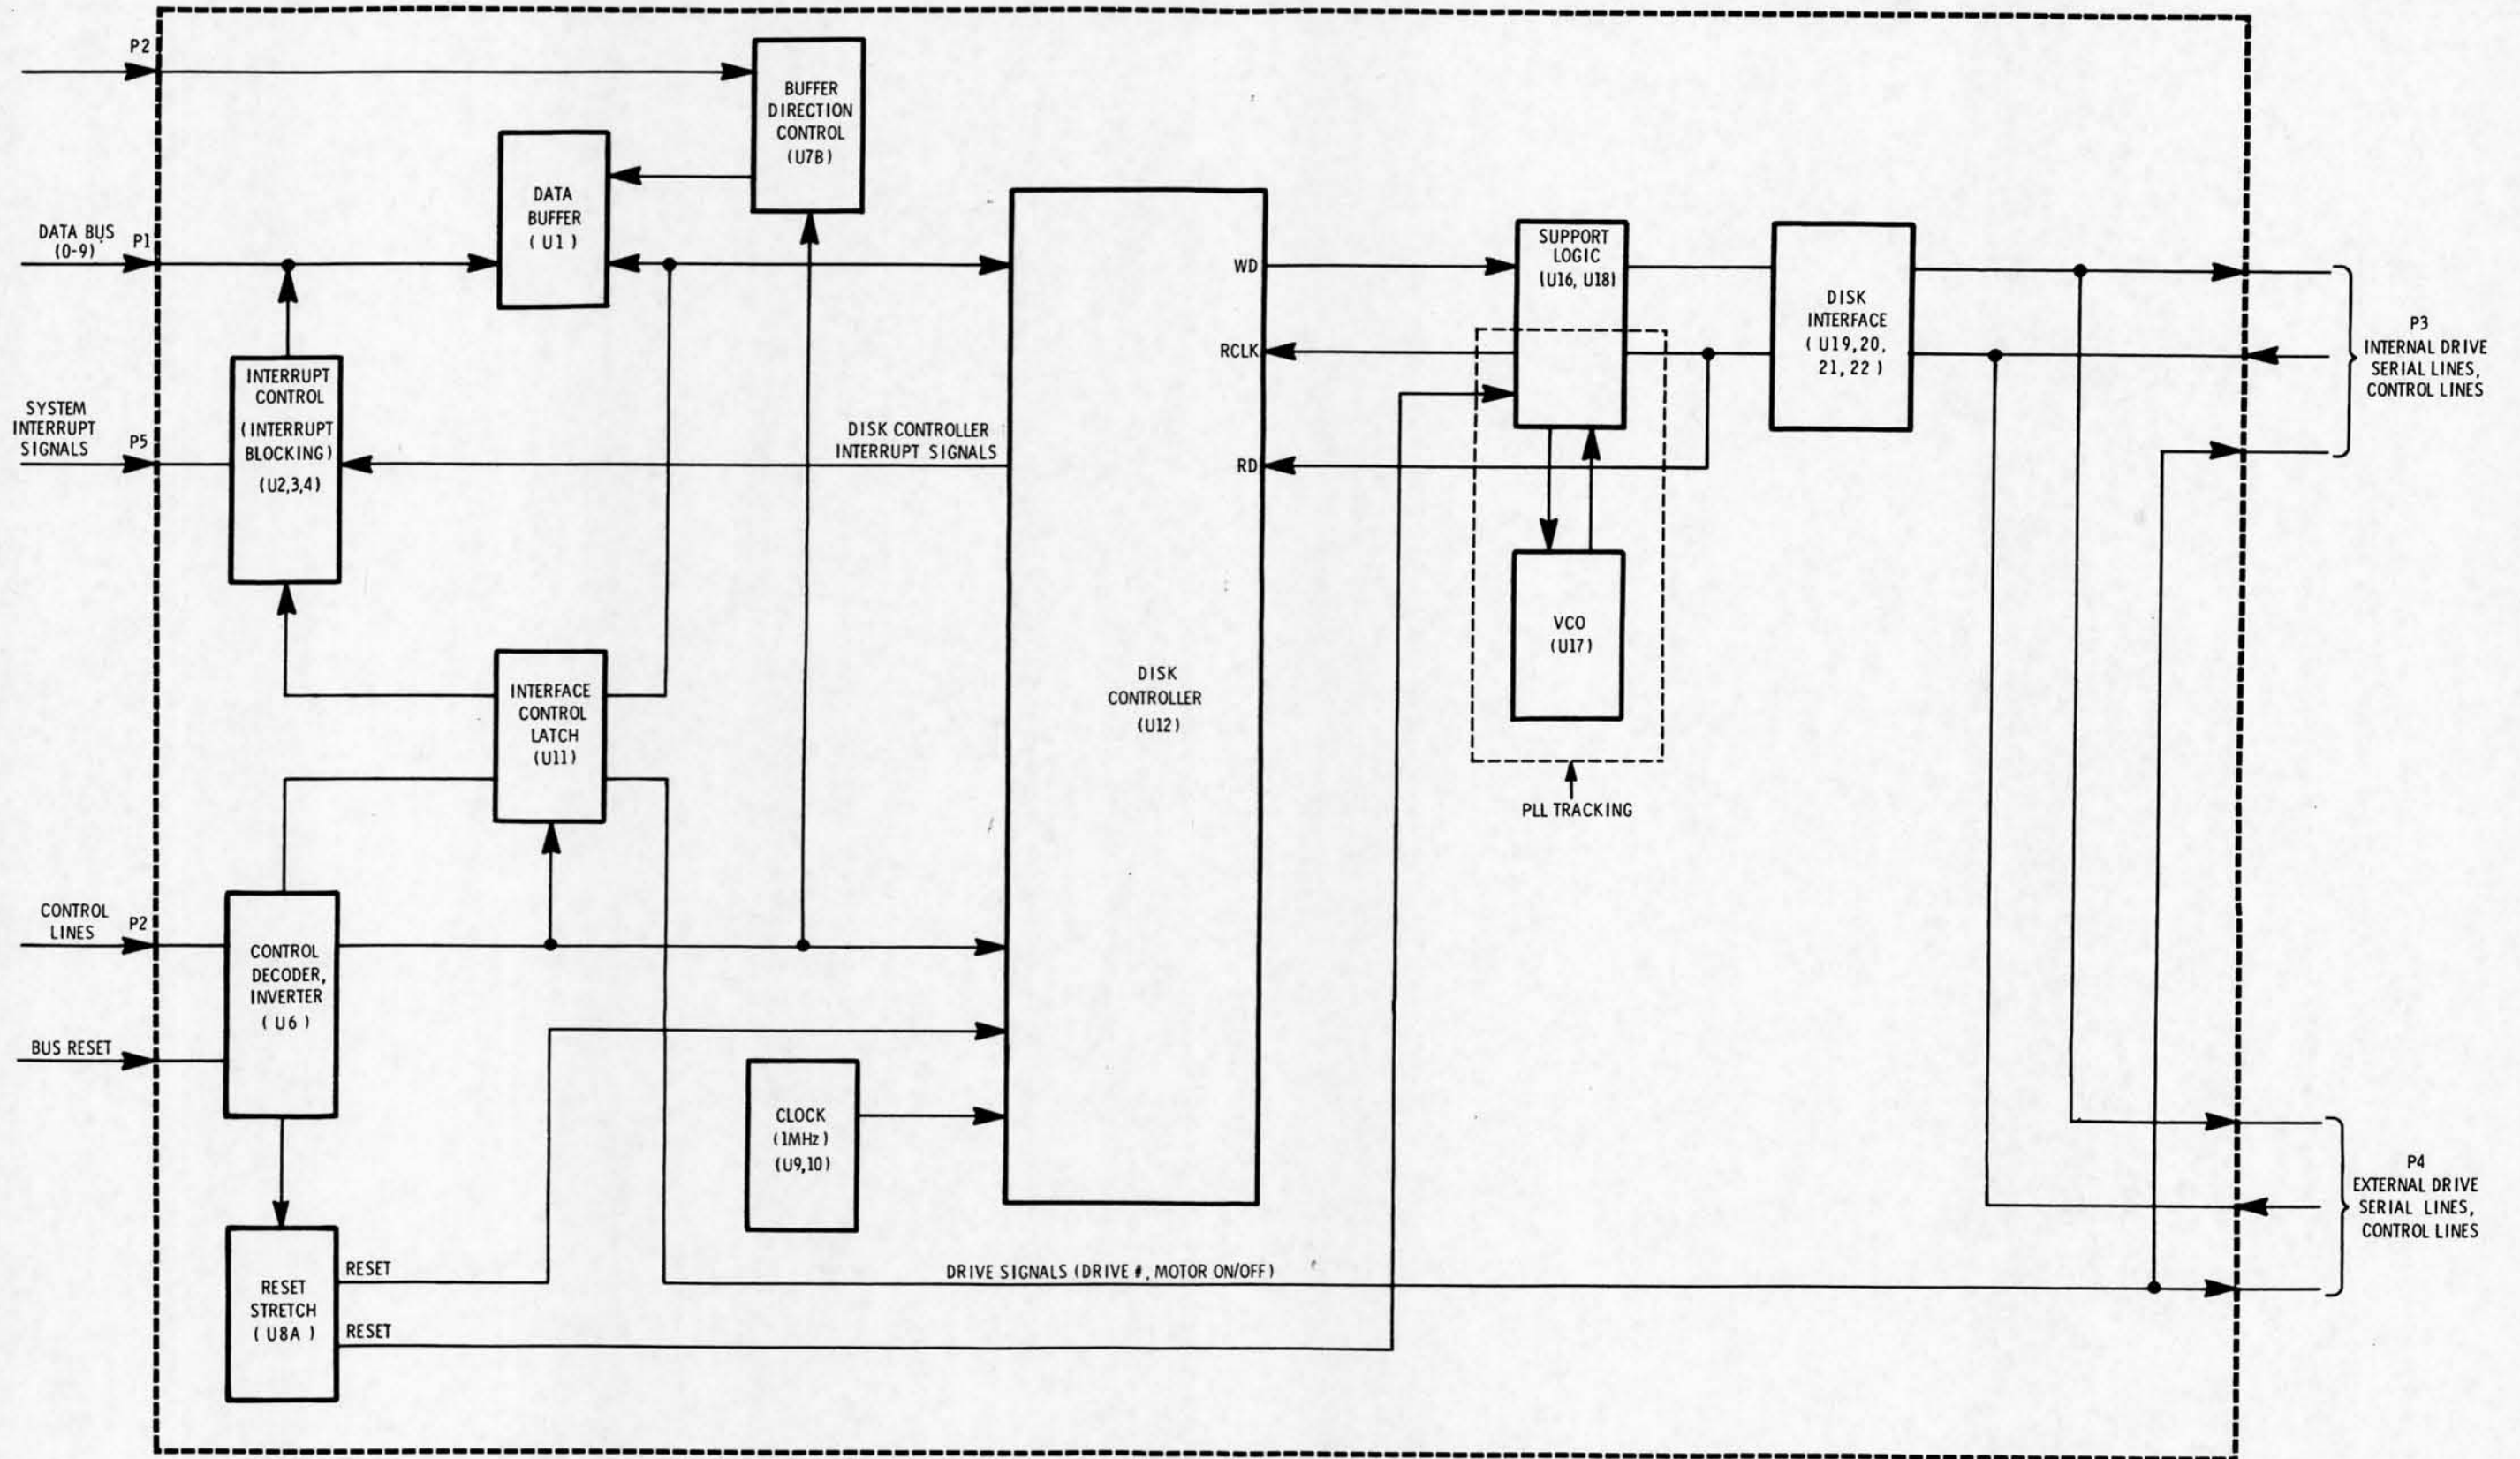 P2
BUFFER
DIRECTION
CONTROL
(U7B)
DATA
BUFFER
(U1)
DATA BUS
(0-9)
P1
INTERRUPT
CONTROL
(INTERRUPT
BLOCKING)
(U2,3,4)
SYSTEM
INTERRUPT
SIGNALS
P5
DISK CONTROLLER
INTERRUPT SIGNALS
WD
RCLK
RD
SUPPORT
LOGIC
(U16, U18)
DISK
INTERFACE
(U19,20,
21,22)
P3
INTERNAL DRIVE
SERIAL LINES,
CONTROL LINES
VCO
(U17)
PLL TRACKING
DISK
CONTROLLER
(U12)
INTERFACE
CONTROL
LATCH
(U11)
CONTROL
LINES
P2
CONTROL
DECODER,
INVERTER
(U6)
BUS RESET
CLOCK
(1MHz)
(U9,10)
RESET
STRETCH
(U8A)
RESET
RESET
DRIVE SIGNALS (DRIVE #, MOTOR ON/OFF)
P4
EXTERNAL DRIVE
SERIAL LINES,
CONTROL LINES